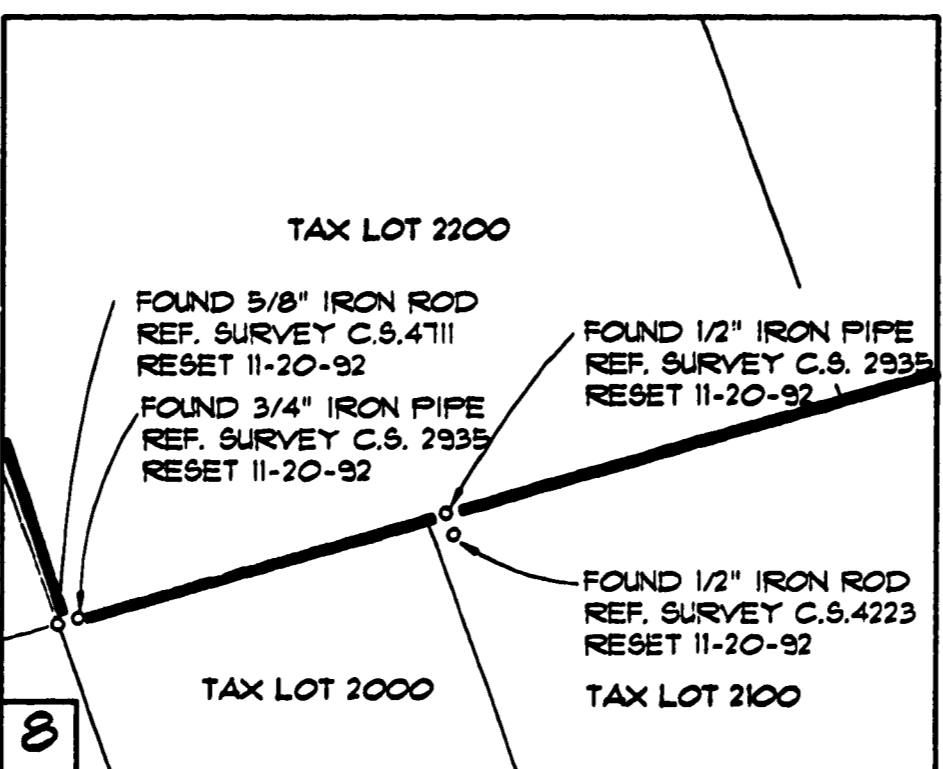 TAX LOT 2200
FOUND 5/8" IRON ROD
REF. SURVEY C.S.4711
RESET 11-20-92
FOUND 3/4" IRON PIPE
REF. SURVEY C.S. 2935
RESET 11-20-92
FOUND 1/2" IRON PIPE
REF. SURVEY C.S. 2935
RESET 11-20-92
FOUND 1/2" IRON ROD
REF. SURVEY C.S.4223
RESET 11-20-92
TAX LOT 2000
TAX LOT 2100
8